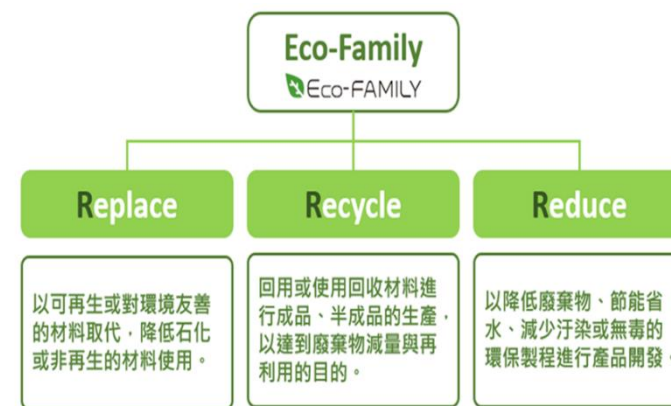 Eco-Family
Eco-FAMILY
Replace
Recycle
Reduce
以可再生或對環境友善
的材料取代，降低石化
或非再生的材料使用。
回用或使用回收材料進
行成品、半成品的生產，
以達到廢棄物減量與再
利用的目的。
以降低廢棄物、節能省
水、減少汙染或無毒的
環保製程進行產品開發。